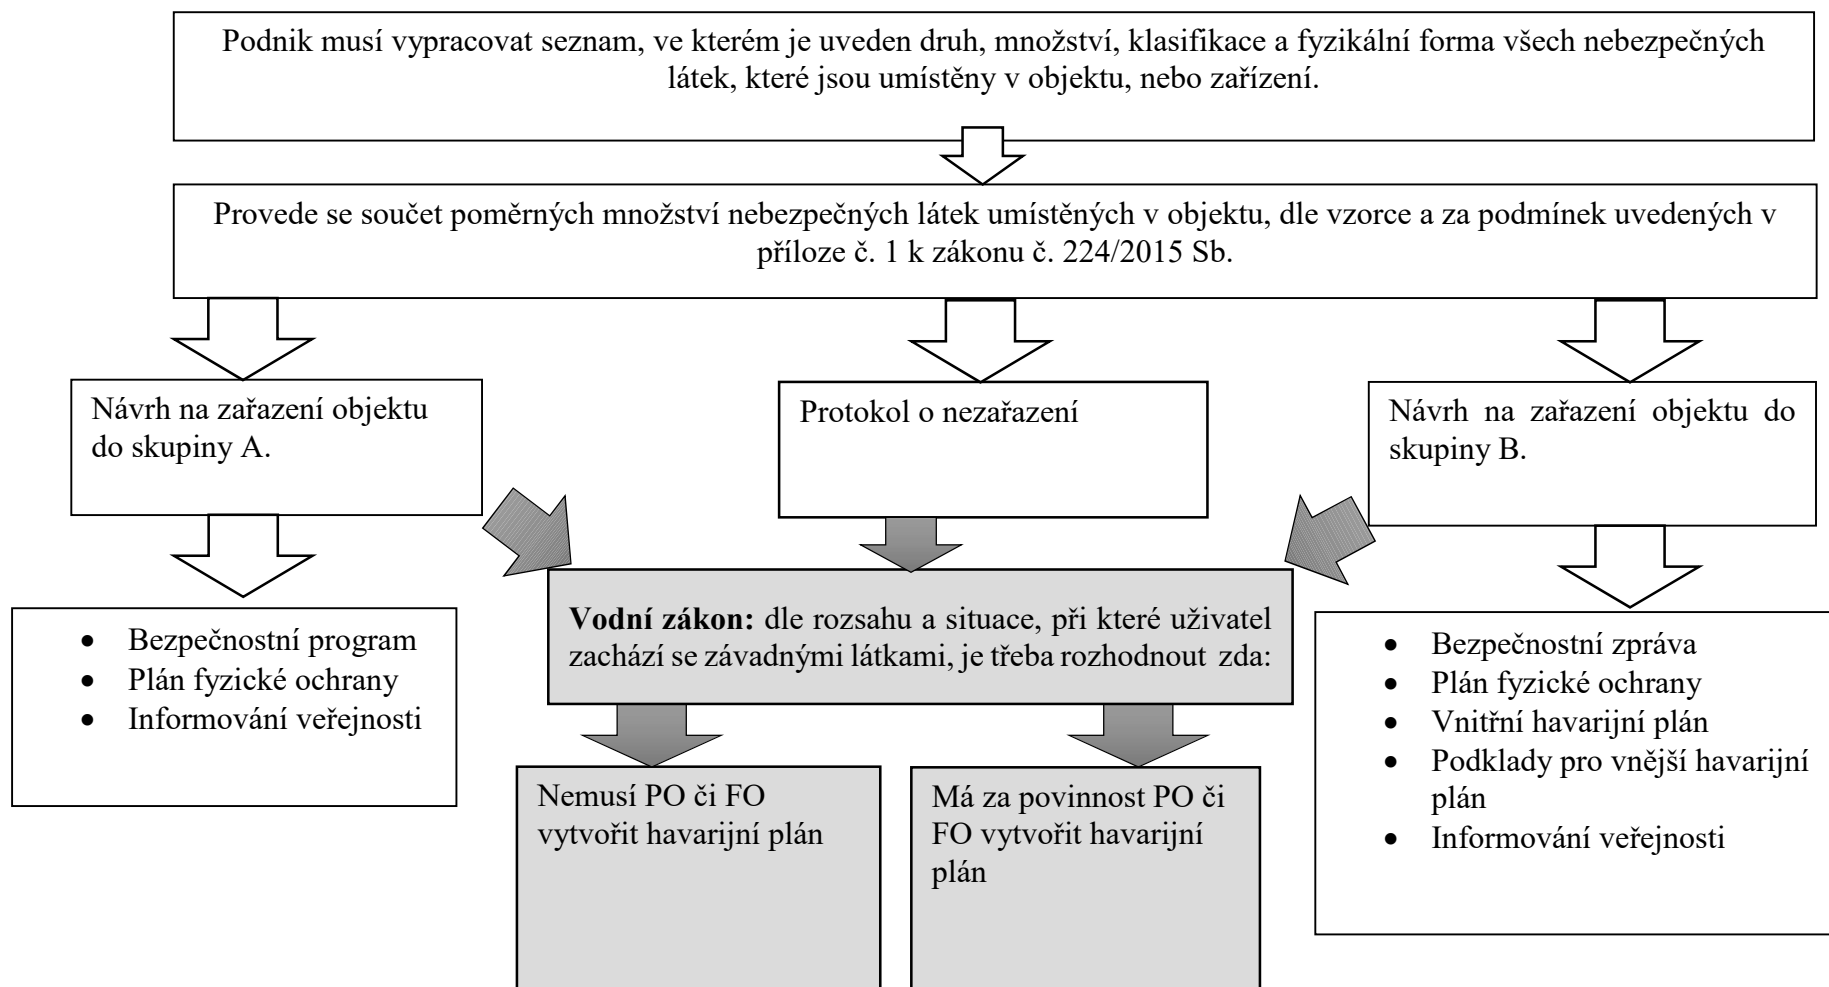 Podnik musí vypracovat seznam, ve kterém je uveden druh, množství, klasifikace a fyzikální forma všech nebezpečných
látek, které jsou umístěny v objektu, nebo zařízení.
Provede se součet poměrných množství nebezpečných látek umístěných v objektu, dle vzorce a za podmínek uvedených v
příloze č. 1 k zákonu č. 224/2015 Sb.
Návrh na zařazení objektu
do skupiny A.
Protokol o nezařazení
Návrh na zařazení objektu do
skupiny B.
• Bezpečnostní program
• Plán fyzické ochrany
• Informování veřejnosti
Vodní zákon: dle rozsahu a situace, při které uživatel
zachází se závadnými látkami, je třeba rozhodnout zda:
• Bezpečnostní zpráva
• Plán fyzické ochrany
• Vnitřní havarijní plán
• Podklady pro vnější havarijní
plán
• Informování veřejnosti
Nemusí PO či FO
vytvořit havarijní plán
Má za povinnost PO či
FO vytvořit havarijní
plán